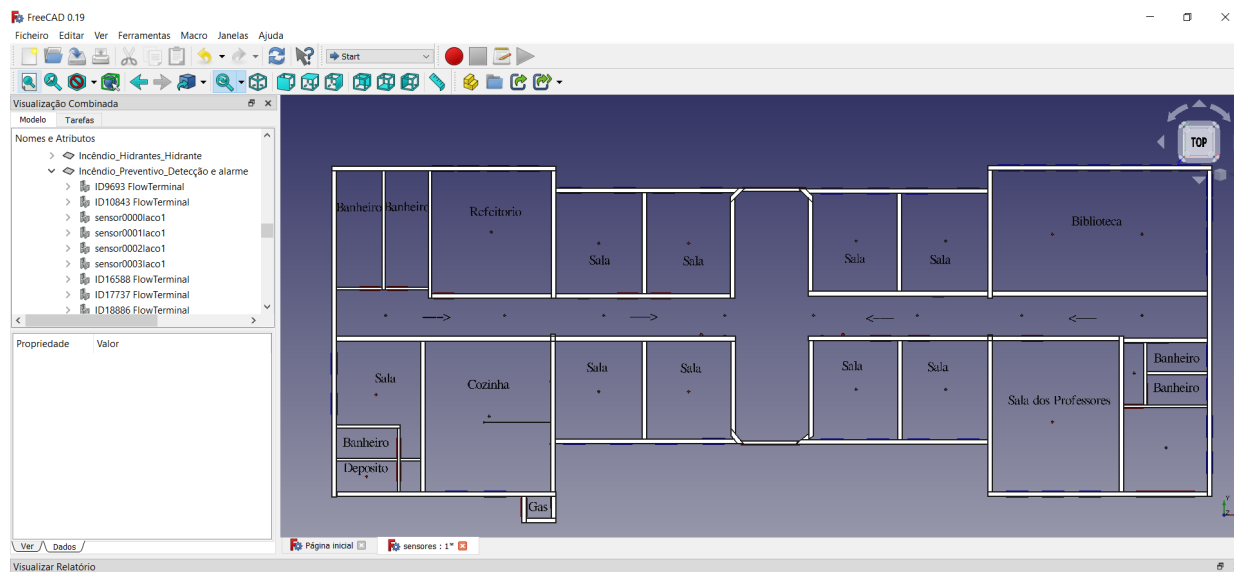 FreeCAD 0.19
Ficheiro Editar Ver Ferramentas Macro Janelas Ajuda
Start
Visualização Combinada
Modelo Tarefas
Nomes e Atributos
Incêndio_Hidrantes_Hidrante
Incêndio_Preventivo_Detecção e alarme
ID9693 FlowTerminal
ID10843 FlowTerminal
sensor0000laco1
sensor0001laco1
sensor0002laco1
sensor0003laco1
ID16588 FlowTerminal
ID17737 FlowTerminal
ID18886 FlowTerminal
Propriedade Valor
Ver Dados
TOP
Banheiro Banheiro Refeitorio Biblioteca
Sala Sala Sala Sala
Sala Cozinha Sala Sala Sala Sala Banheiro
Sala dos Professores Banheiro
Banheiro
Deposito
Gas
Y
Z
Página inicial sensores : 1*
Visualizar Relatório